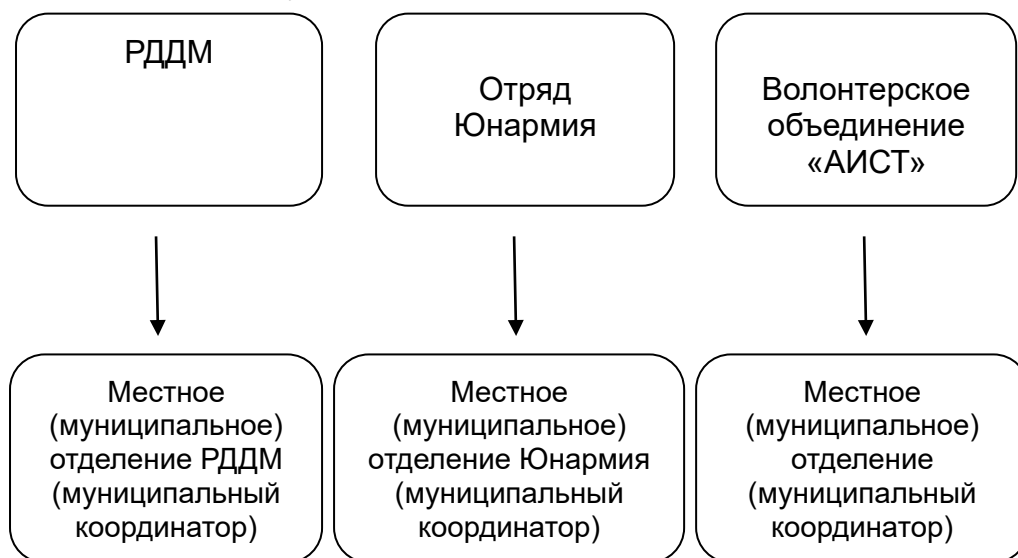 РДДМ
Отряд
Юнармия
Волонтерское
объединение
«АИСТ»
Местное
(муниципальное)
отделение РДДМ
(муниципальный
координатор)
Местное
(муниципальное)
отделение Юнармия
(муниципальный
координатор)
Местное
(муниципальное)
отделение
(муниципальный
координатор)